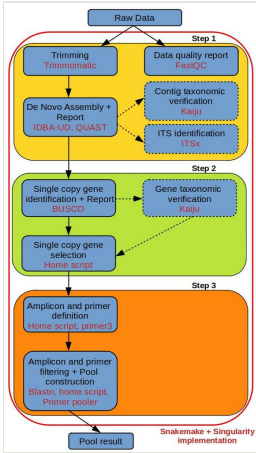 Raw Data
Step 1
Trimming
Trimmomatic
Data quality report
FastQC
De Novo Assembly +
Report
IDBA-UD, QUAST
Contig taxonomic
verification
Kaiju
ITS identification
ITSx
Step 2
Single copy gene
identification + Report
BUSCO
Gene taxonomic
verification
Kaiju
Single copy gene
selection
Home script
Step 3
Amplicon and primer
definition
Home script, primer3
Amplicon and primer
filtering + Pool
construction
Blastn, home script,
Primer pooler
Pool result
Snakemake + Singularity
implementation